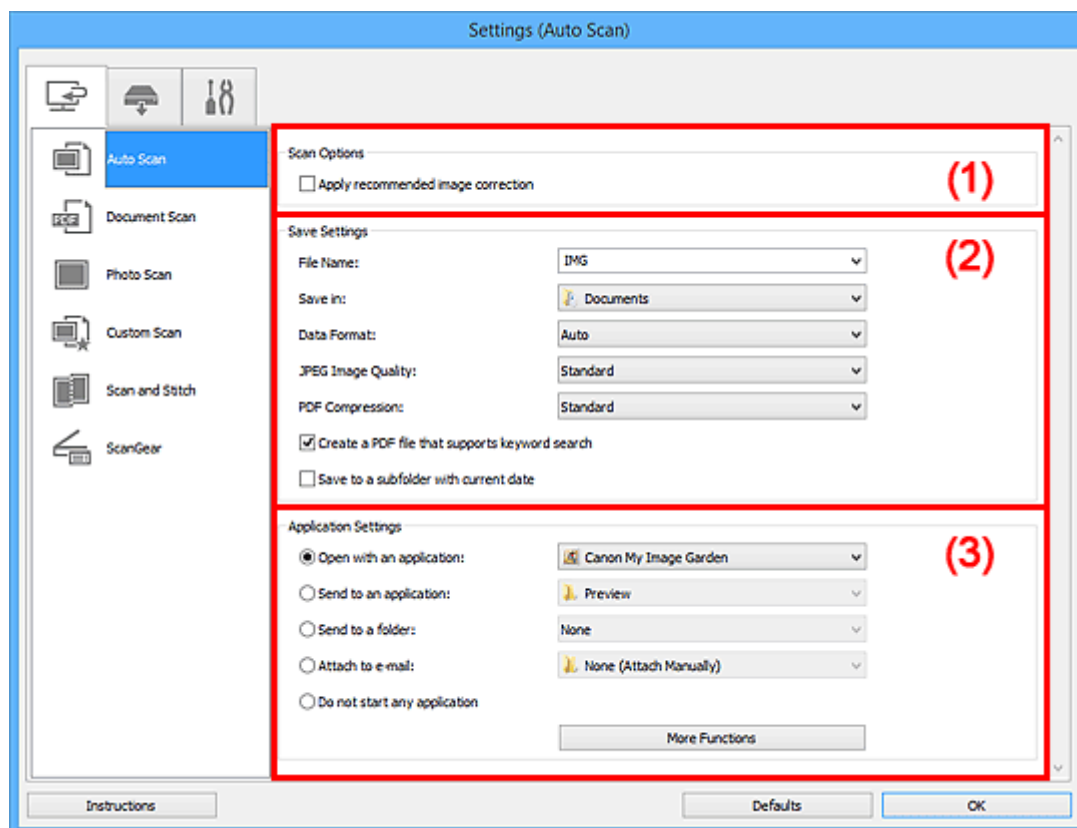 Settings (Auto Scan)
Auto Scan
Document Scan
Photo Scan
Custom Scan
Scan and Stitch
ScanGear
Scan Options
Apply recommended image correction
(1)
Save Settings
(2)
File Name: IMG
Save in: Documents
Data Format: Auto
JPEG Image Quality: Standard
PDF Compression: Standard
Create a PDF file that supports keyword search
Save to a subfolder with current date
Application Settings
(3)
Open with an application: Canon My Image Garden
Send to an application: Preview
Send to a folder: None
Attach to e-mail: None (Attach Manually)
Do not start any application
More Functions
Instructions Defaults OK